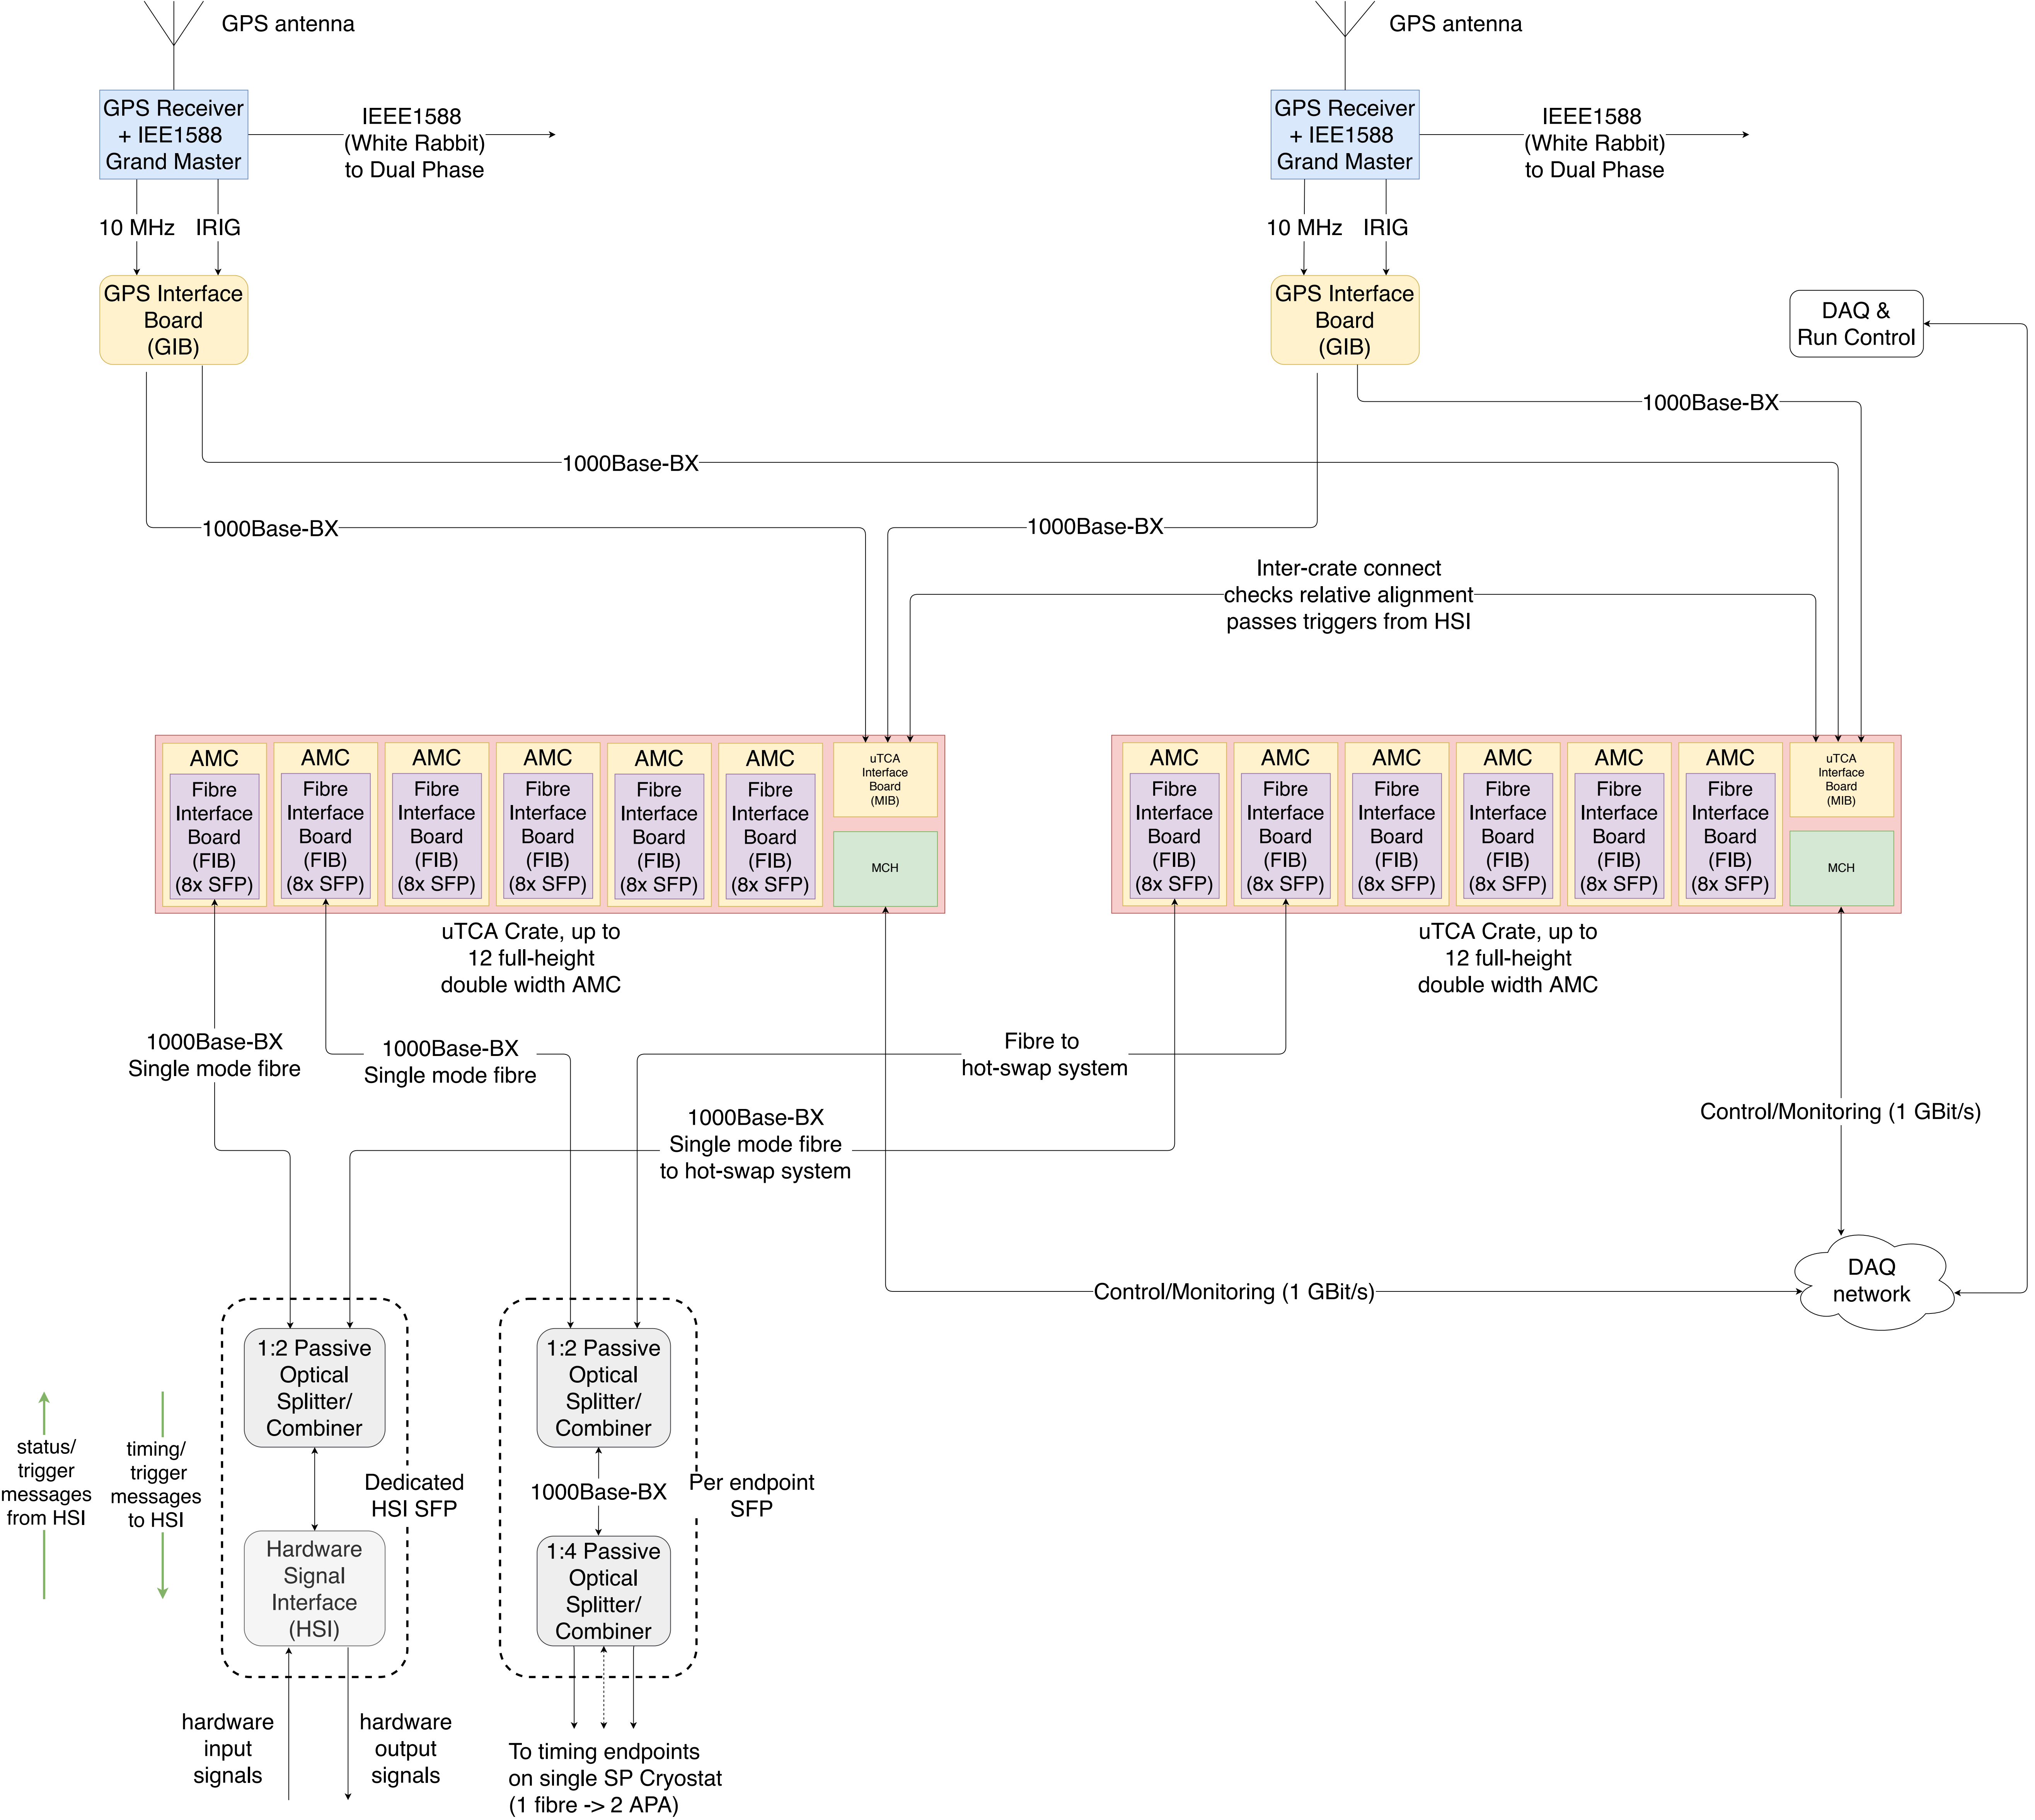 GPS antenna
GPS antenna
GPS Receiver
+ IEE1588
Grand Master
IEEE1588
(White Rabbit)
to Dual Phase
GPS Receiver
+ IEE1588
Grand Master
IEEE1588
(White Rabbit)
to Dual Phase
10 MHz
IRIG
10 MHz
IRIG
GPS Interface
Board
(GIB)
GPS Interface
Board
(GIB)
DAQ &
Run Control
1000Base-BX
1000Base-BX
1000Base-BX
1000Base-BX
Inter-crate connect
checks relative alignment
passes triggers from HSI
AMC
Fibre
Interface
Board
(FIB)
(8x SFP)
AMC
Fibre
Interface
Board
(FIB)
(8x SFP)
AMC
Fibre
Interface
Board
(FIB)
(8x SFP)
AMC
Fibre
Interface
Board
(FIB)
(8x SFP)
AMC
Fibre
Interface
Board
(FIB)
(8x SFP)
AMC
Fibre
Interface
Board
(FIB)
(8x SFP)
uTCA
Interface
Board
(MIB)
MCH
AMC
Fibre
Interface
Board
(FIB)
(8x SFP)
AMC
Fibre
Interface
Board
(FIB)
(8x SFP)
AMC
Fibre
Interface
Board
(FIB)
(8x SFP)
AMC
Fibre
Interface
Board
(FIB)
(8x SFP)
AMC
Fibre
Interface
Board
(FIB)
(8x SFP)
AMC
Fibre
Interface
Board
(FIB)
(8x SFP)
uTCA
Interface
Board
(MIB)
MCH
uTCA Crate, up to
12 full-height
double width AMC
uTCA Crate, up to
12 full-height
double width AMC
1000Base-BX
Single mode fibre
1000Base-BX
Single mode fibre
Fibre to
hot-swap system
1000Base-BX
Single mode fibre
to hot-swap system
Control/Monitoring (1 GBit/s)
Control/Monitoring (1 GBit/s)
DAQ
network
1:2 Passive
Optical
Splitter/
Combiner
1:2 Passive
Optical
Splitter/
Combiner
status/
trigger
messages
from HSI
timing/
trigger
messages
to HSI
Dedicated
HSI SFP
1000Base-BX
Per endpoint
SFP
Hardware
Signal
Interface
(HSI)
1:4 Passive
Optical
Splitter/
Combiner
hardware
input
signals
hardware
output
signals
To timing endpoints
on single SP Cryostat
(1 fibre -> 2 APA)